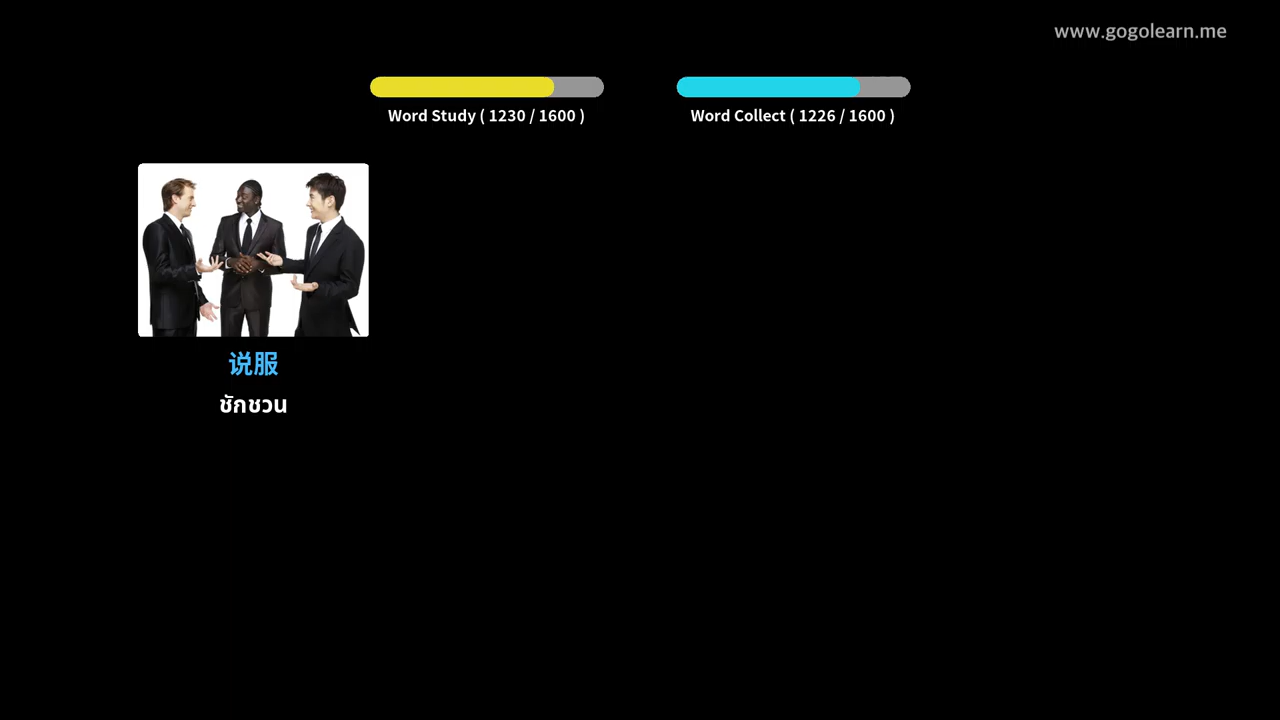 www.gogolearn.me
Word Study ( 1230 / 1600 )
Word Collect ( 1226 / 1600 )
说服
ชักชวน